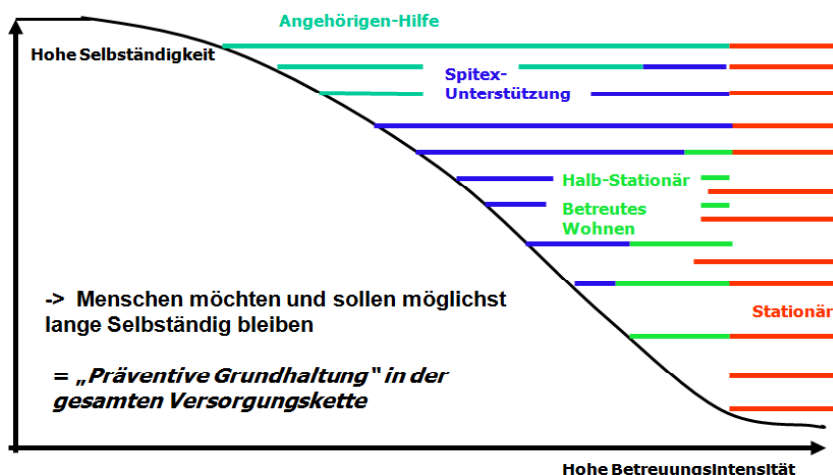 Angehörigen-Hilfe
Hohe Selbständigkeit
Spitex-
Unterstützung
Halb-Stationär
Betreutes
Wohnen
-> Menschen möchten und sollen möglichst
lange Selbständig bleiben
Stationär
= „Präventive Grundhaltung" in der
gesamten Versorgungskette
Hohe Betreuungsintensität